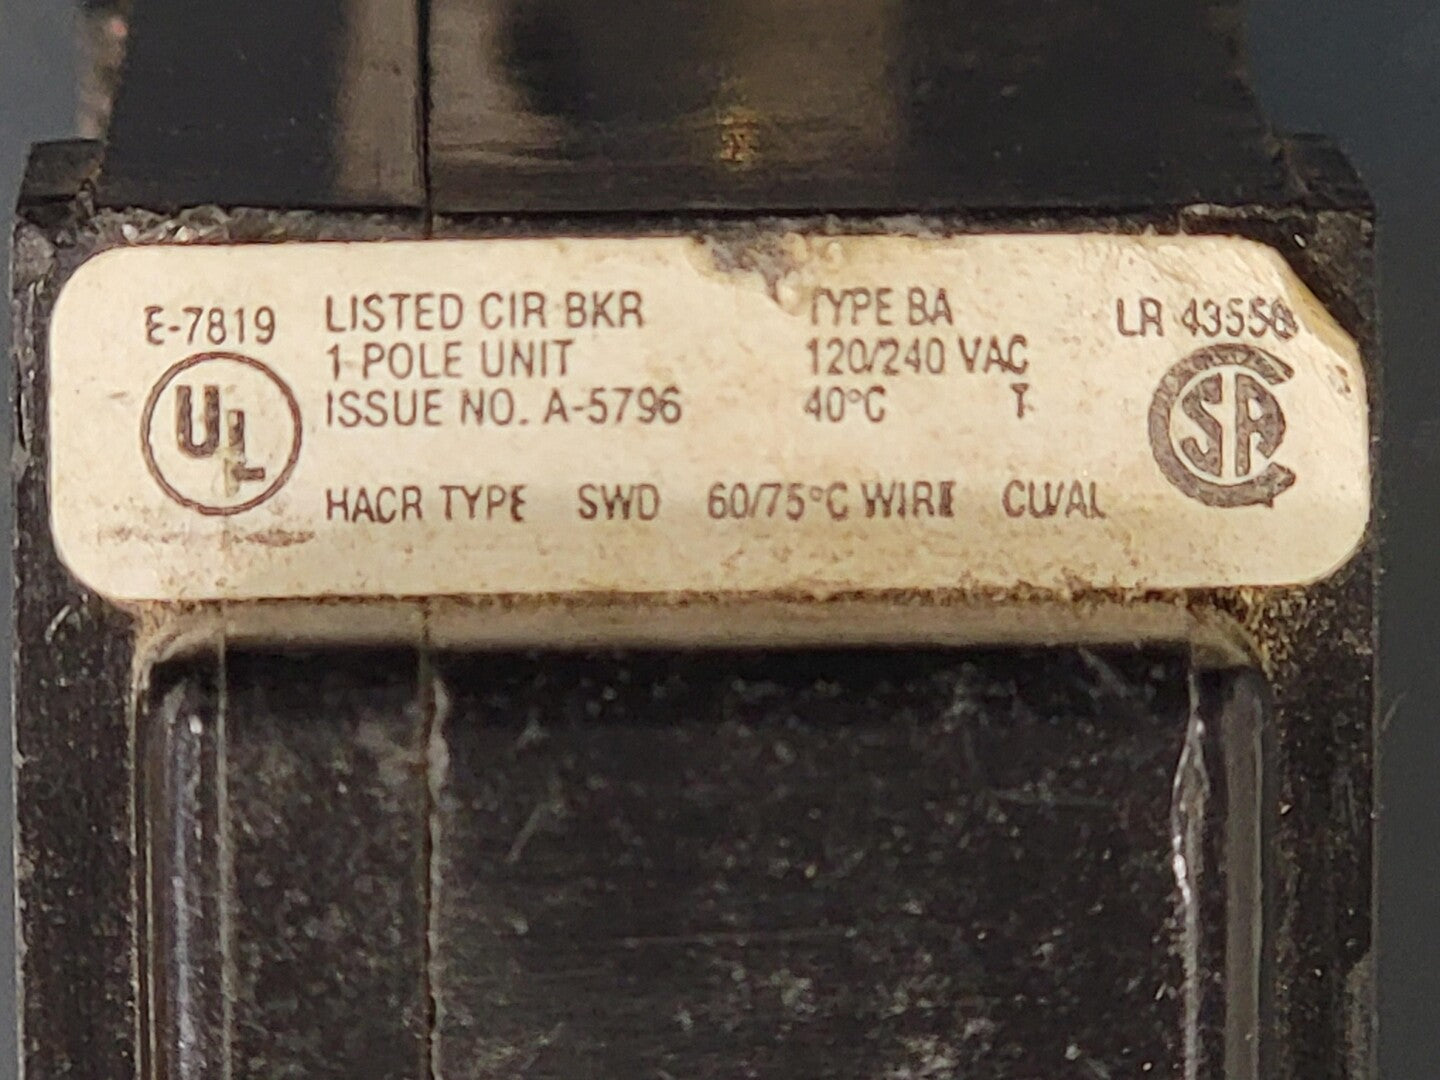 E-7819 LISTED CIR BKR TYPE BA LR 43556
1 POLE UNIT 120/240 VAC
ISSUE NO. A-5796 40°C T
UL SA
HACR TYPE SWD 60/75°C WIRE CU/AL